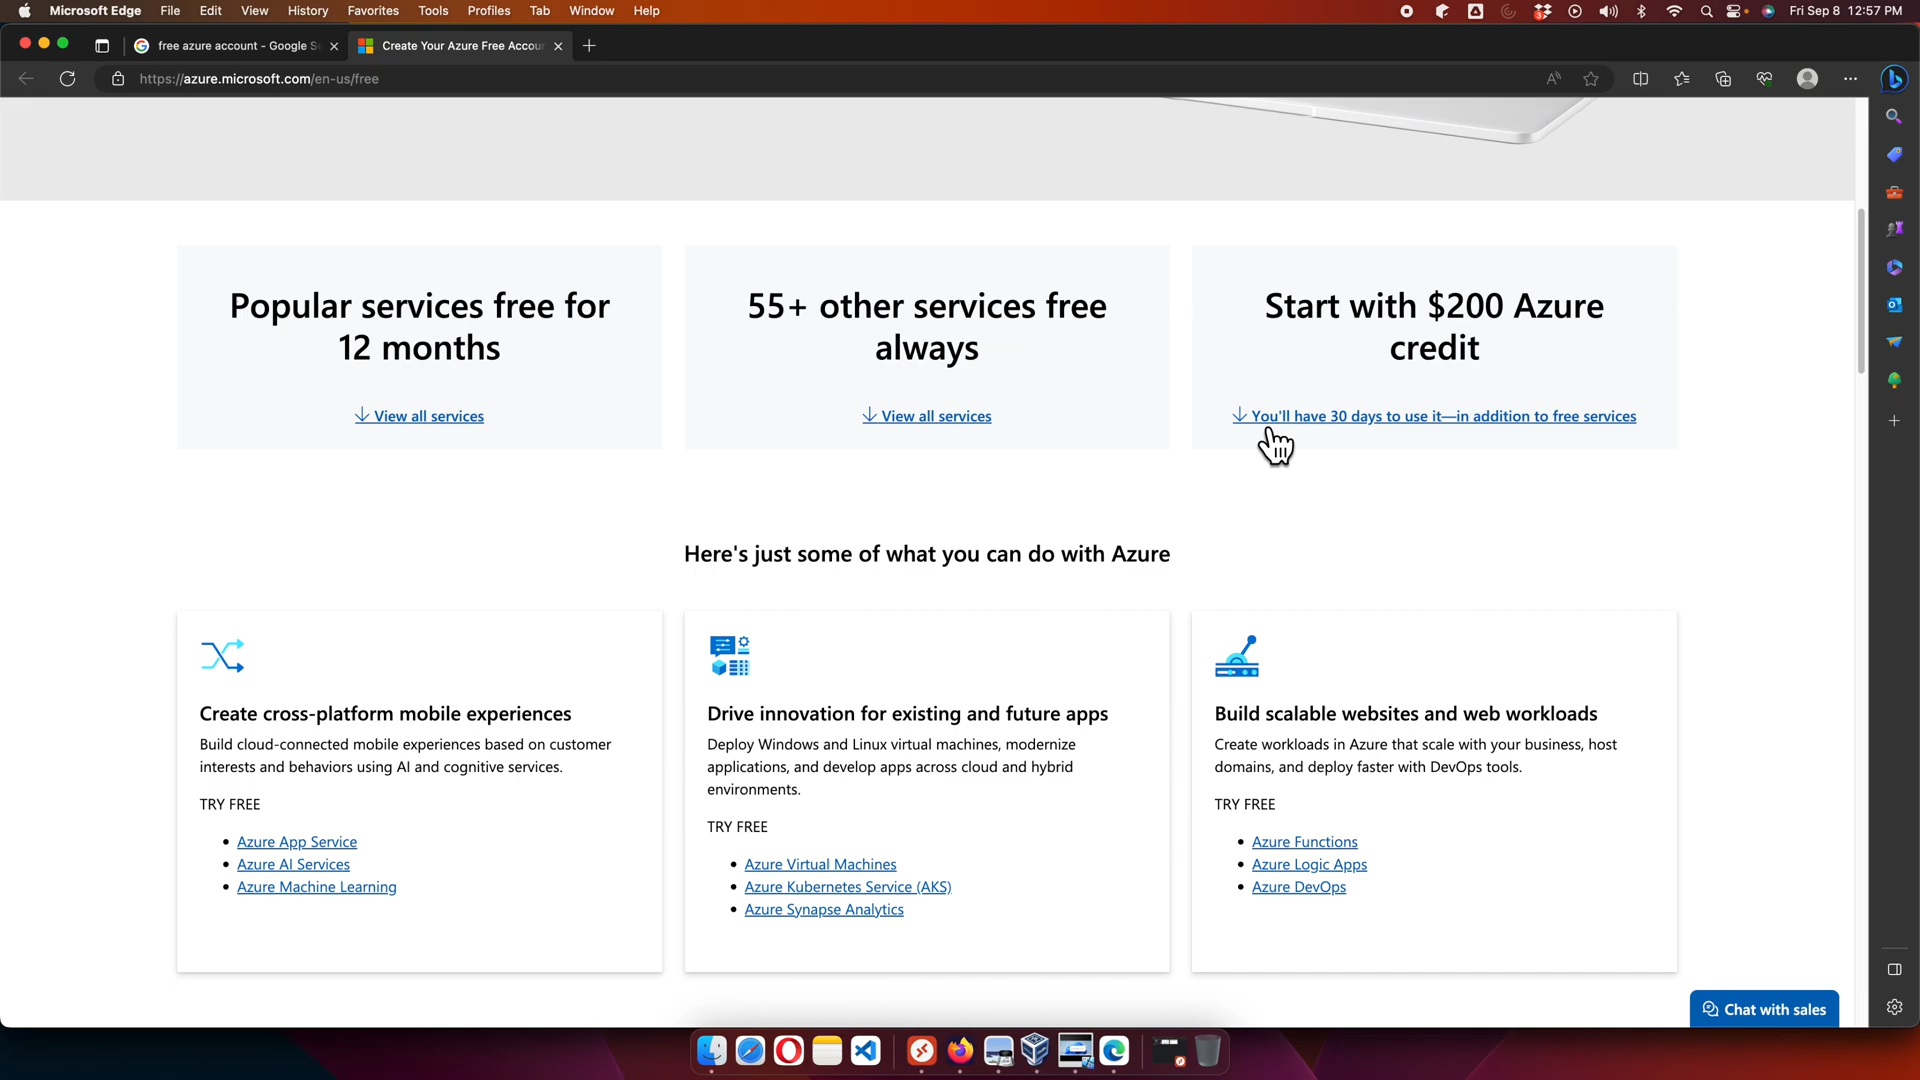 Microsoft Edge File Edit View History Favorites Tools Profiles Tab Window Help Fri Sep 8 12:57 PM
free azure account - Google S Create Your Azure Free Accoun
https://azure.microsoft.com/en-us/free
Popular services free for
12 months
View all services
55+ other services free
always
View all services
Start with $200 Azure
credit
You'll have 30 days to use it—in addition to free services
Here's just some of what you can do with Azure
Create cross-platform mobile experiences
Build cloud-connected mobile experiences based on customer
interests and behaviors using AI and cognitive services.
TRY FREE
Azure App Service
Azure AI Services
Azure Machine Learning
Drive innovation for existing and future apps
Deploy Windows and Linux virtual machines, modernize
applications, and develop apps across cloud and hybrid
environments.
TRY FREE
Azure Virtual Machines
Azure Kubernetes Service (AKS)
Azure Synapse Analytics
Build scalable websites and web workloads
Create workloads in Azure that scale with your business, host
domains, and deploy faster with DevOps tools.
TRY FREE
Azure Functions
Azure Logic Apps
Azure DevOps
Chat with sales